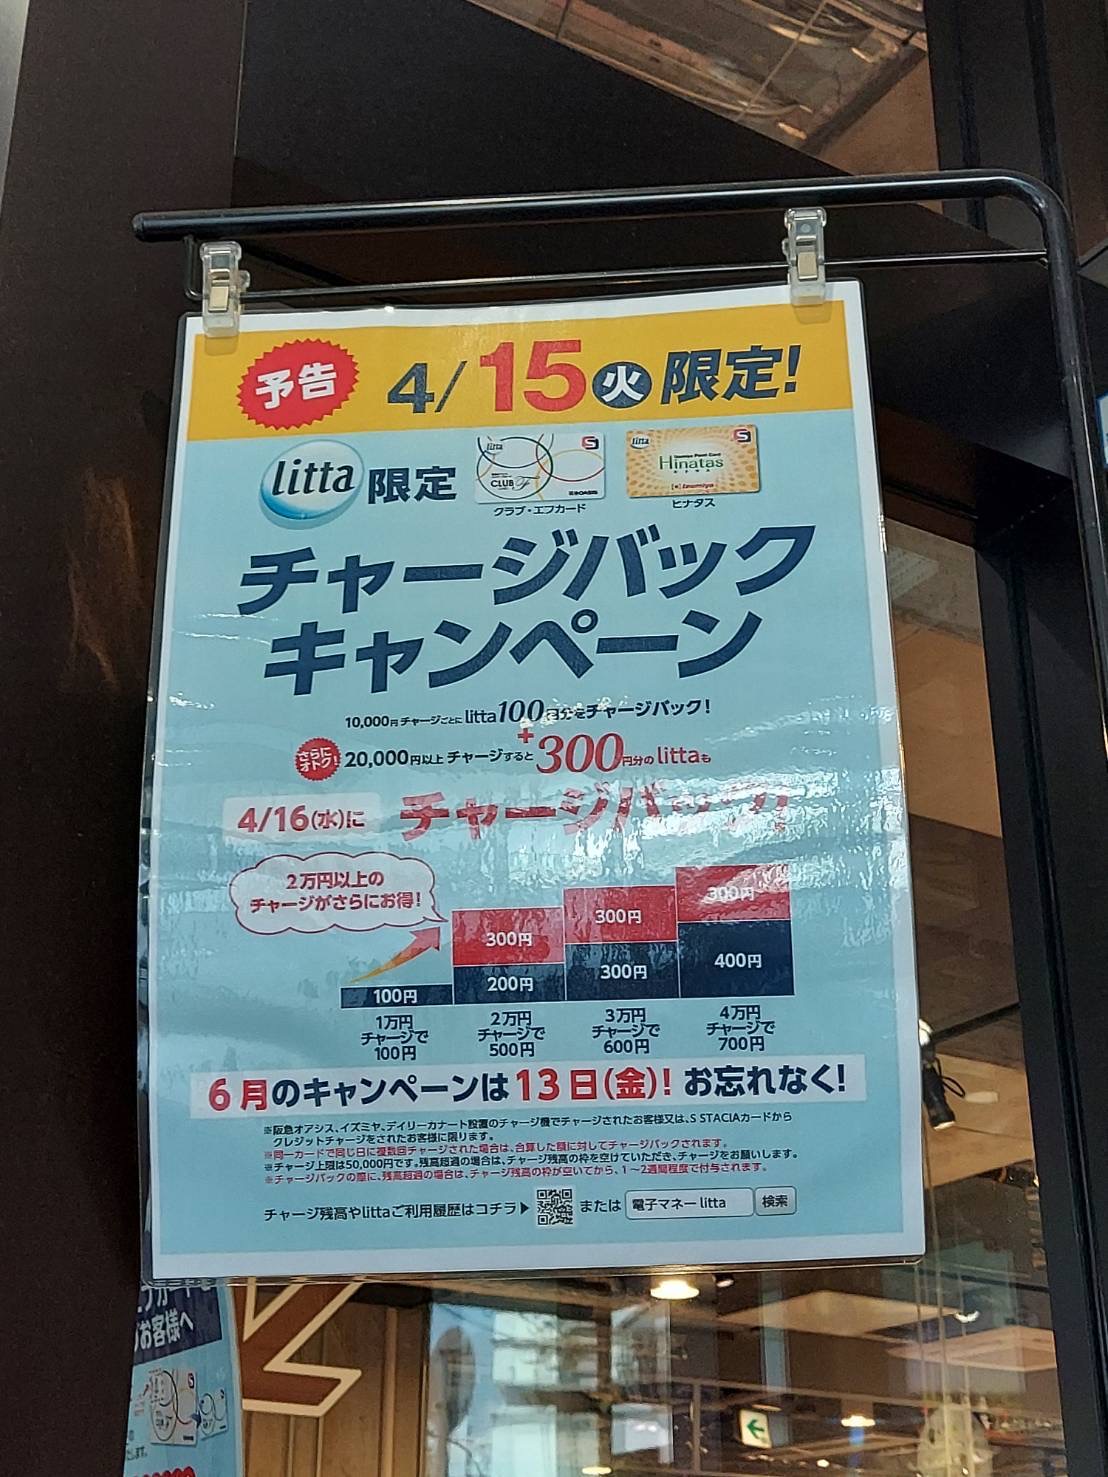 予告 4/15火限定!
litta 限定
litta
CLUB
litta
Hinatas
izumiya
クラブ・エフカード
ヒナタス
チャージバック
キャンペーン
10,000円チャージごとにlitta100円分をチャージバック!
さらにオトク! 20,000円以上チャージすると+300円分のlittaも
4/16(水)に チャージバック!
2万円以上の
チャージがさらにお得!
300円 300円 300円
100円 200円 300円 400円
1万円 2万円 3万円 4万円
チャージで チャージで チャージで チャージで
100円 500円 600円 700円
6月のキャンペーンは13日(金)! お忘れなく!
※阪急オアシス、イズミヤ、デイリーカナート設置のチャージ機でチャージされたお客様又は、S STACIAカードから
クレジットチャージをされたお客様に限ります。
※同一カードで同じ日に複数回チャージされた場合は、合算した額に対してチャージバックされます。
※チャージ上限は50,000円です。残高超過の場合は、チャージ残高の枠を空けていただき、チャージをお願いします。
※チャージバックの際に、残高超過の場合は、チャージ残高の枠が空いてから、1〜2週間程度で付与されます。
チャージ残高やlittaご利用履歴はコチラ▶ または 電子マネー litta 検索
お客様へ